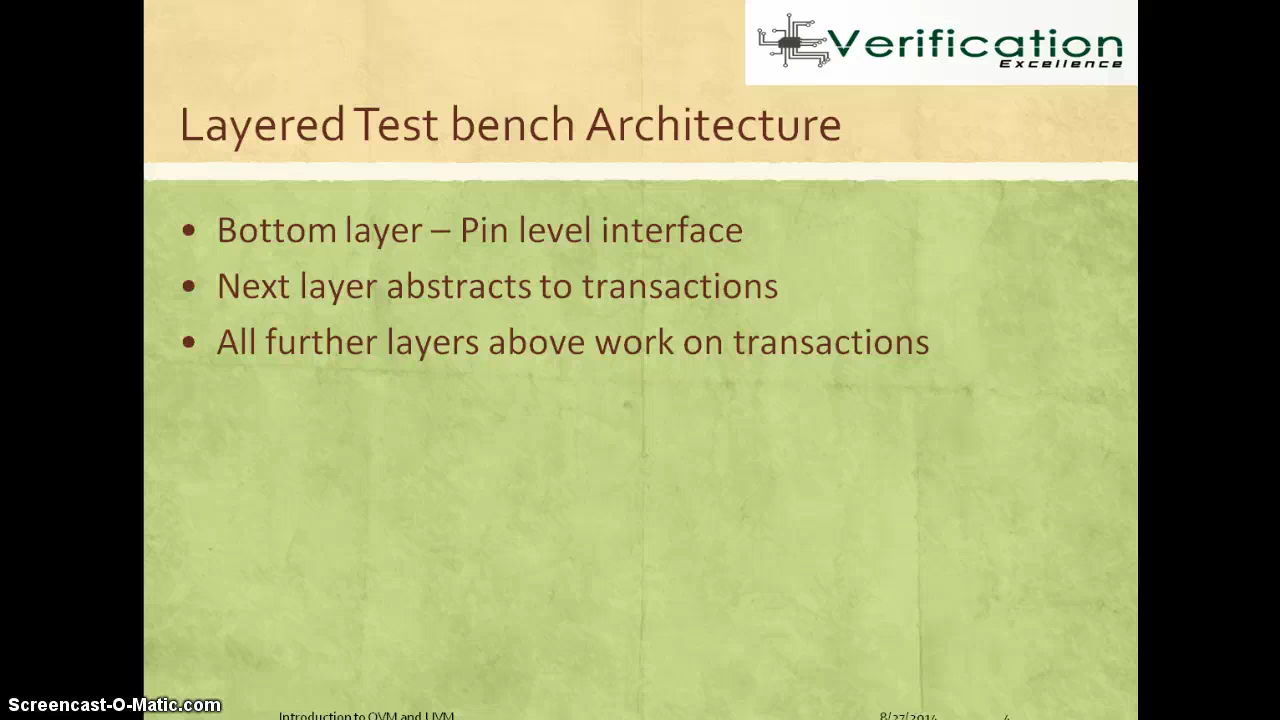 Verification
Excellence
Layered Test bench Architecture
• Bottom layer – Pin level interface
• Next layer abstracts to transactions
• All further layers above work on transactions
Screencast-O-Matic.com
Introduction to OVM and UVM 8/27/2014 4